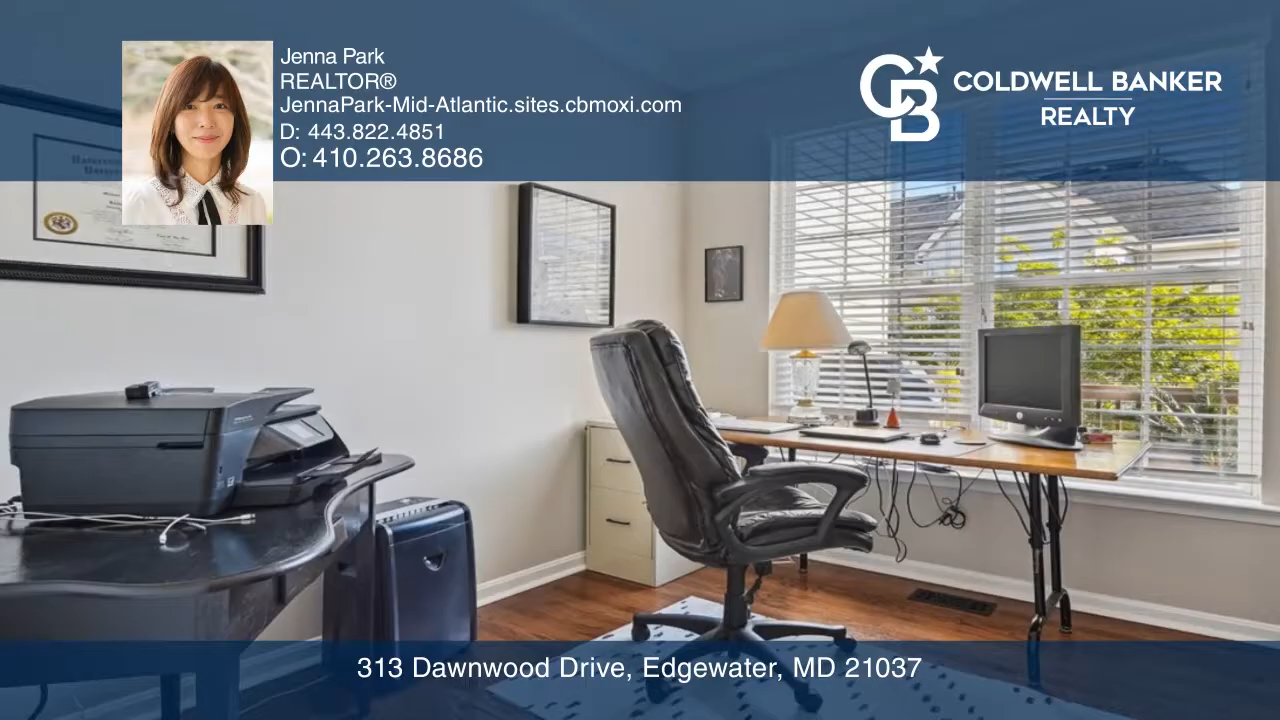 Jenna Park
REALTOR®
JennaPark-Mid-Atlantic.sites.cbmoxi.com
D: 443.822.4851
O: 410.263.8686
CB
COLDWELL BANKER
REALTY
313 Dawnwood Drive, Edgewater, MD 21037